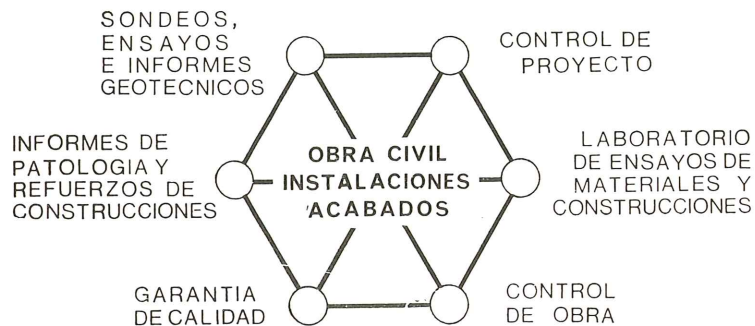 SONDEOS,
ENSAYOS
E INFORMES
GEOTECNICOS
CONTROL DE
PROYECTO
INFORMES DE
PATOLOGIA Y
REFUERZOS DE
CONSTRUCCIONES
OBRA CIVIL
INSTALACIONES
ACABADOS
LABORATORIO
DE ENSAYOS DE
MATERIALES Y
CONSTRUCCIONES
GARANTIA
DE CALIDAD
CONTROL
DE OBRA